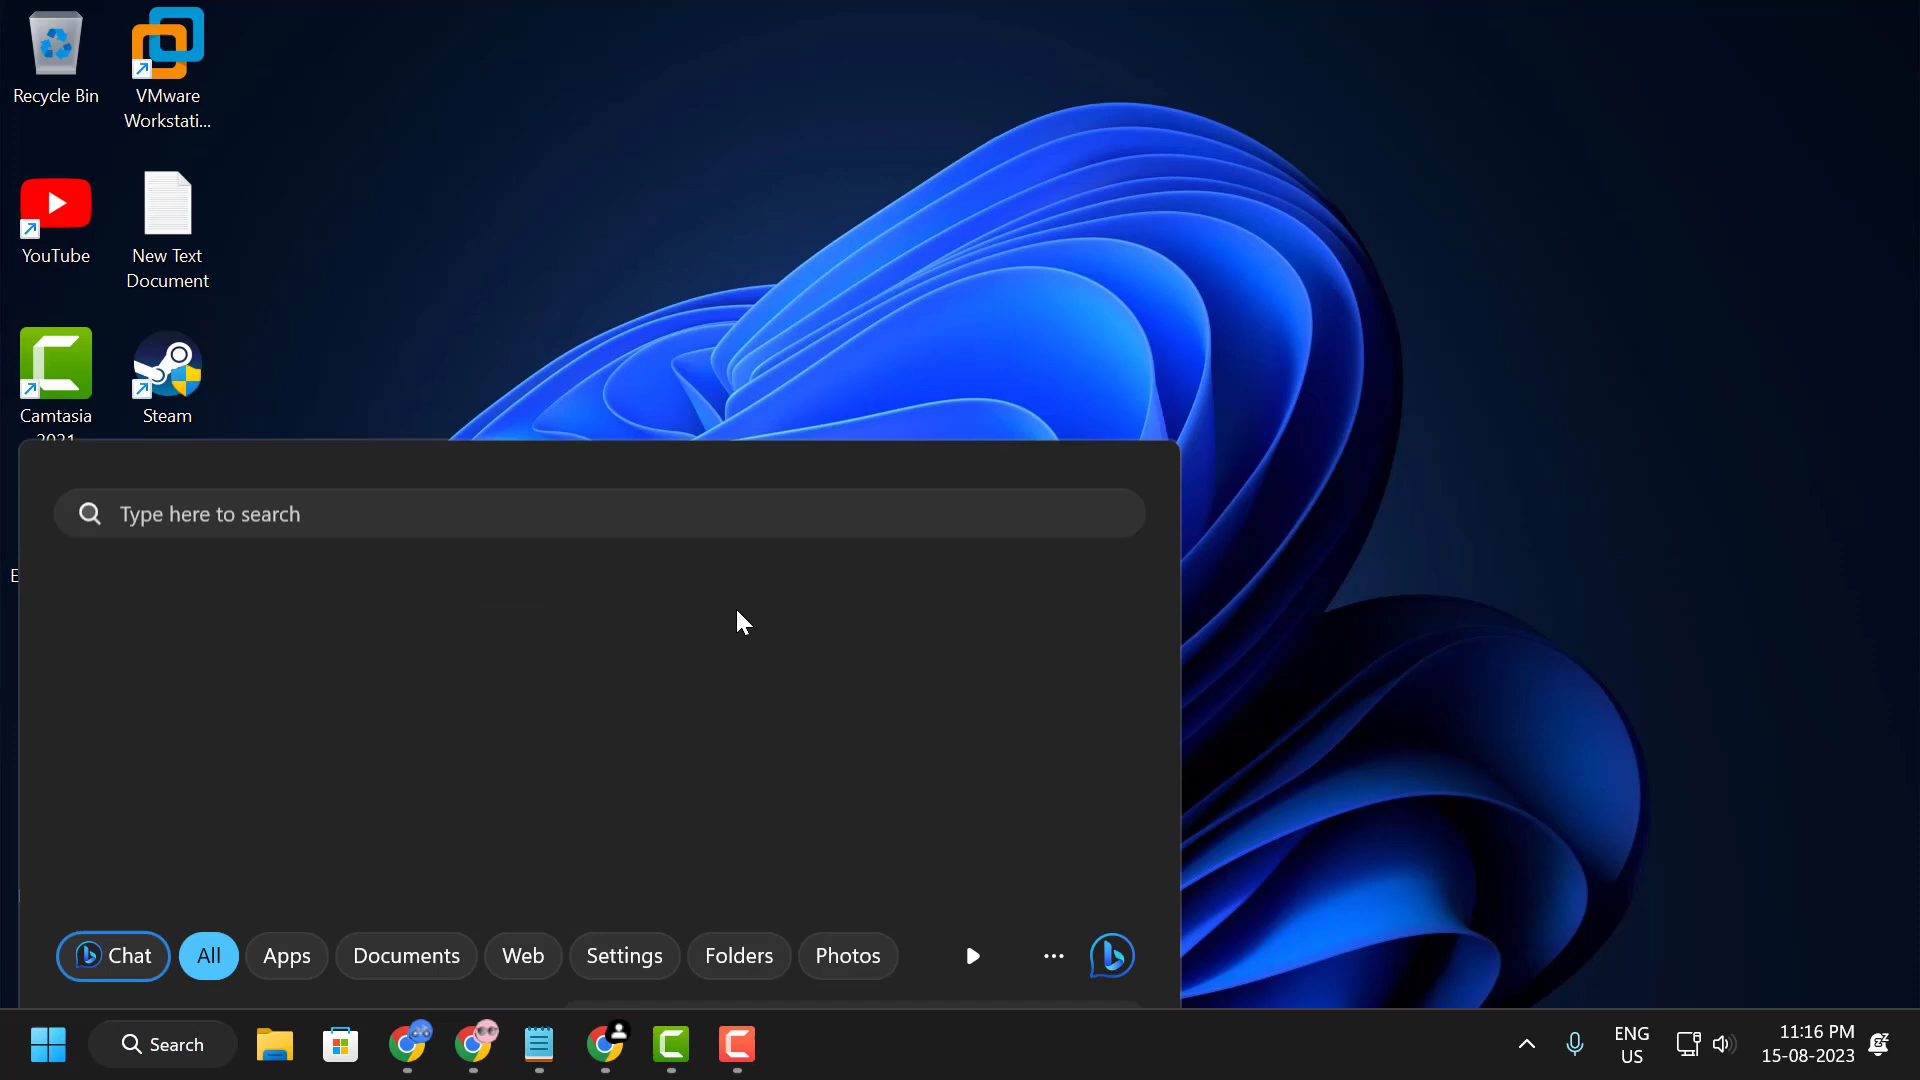 Recycle Bin
VMware
Workstati...
YouTube
New Text
Document
Camtasia
2021
Steam
Type here to search
E
Chat
All
Apps
Documents
Web
Settings
Folders
Photos
Search
ENG
US
11:16 PM
15-08-2023